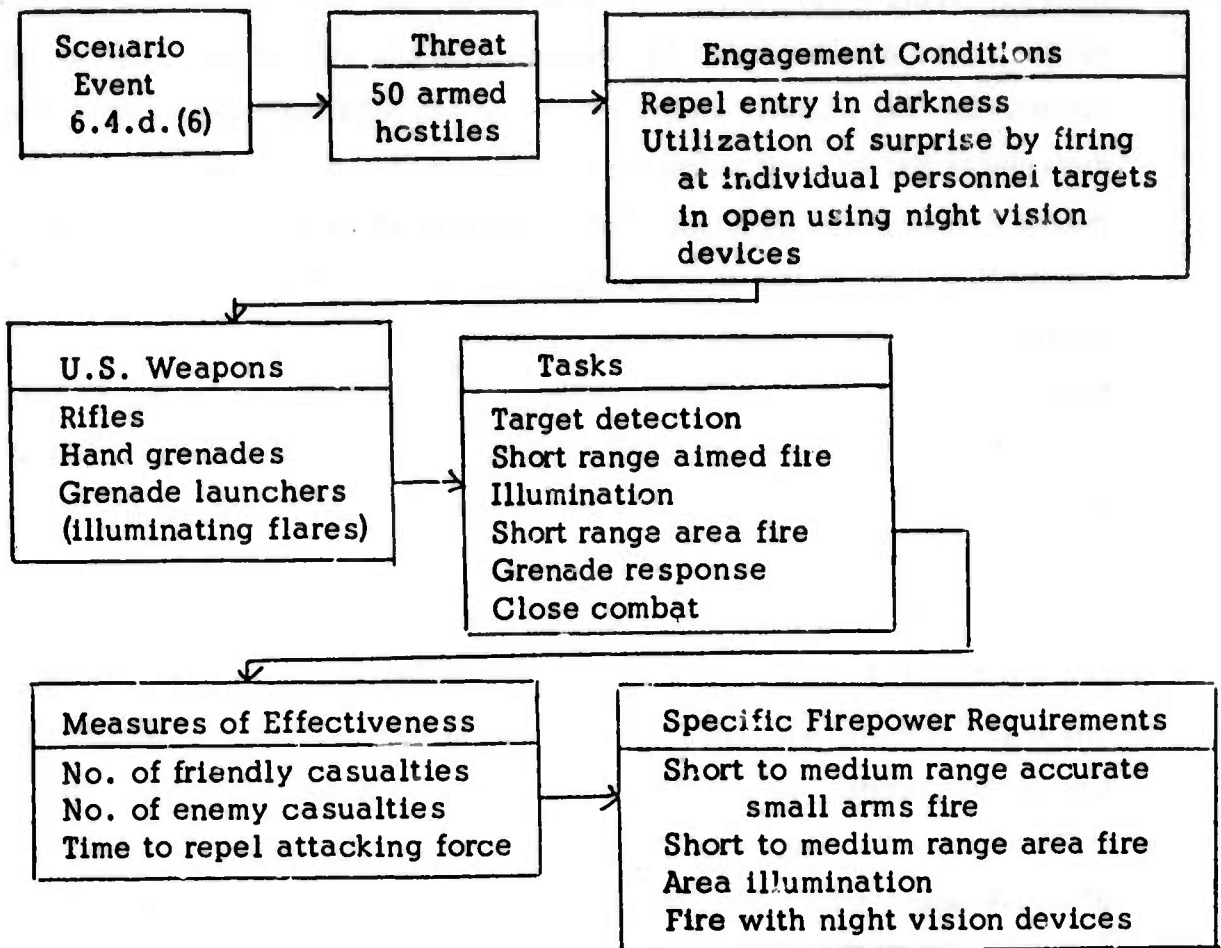 Scenario
Event
6.4.d.(6)
Threat
50 armed
hostiles
Engagement Conditions
Repel entry in darkness
Utilization of surprise by firing
at individual personnel targets
in open using night vision
devices
U.S. Weapons
Rifles
Hand grenades
Grenade launchers
(illuminating flares)
Tasks
Target detection
Short range aimed fire
Illumination
Short range area fire
Grenade response
Close combat
Measures of Effectiveness
No. of friendly casualties
No. of enemy casualties
Time to repel attacking force
Specific Firepower Requirements
Short to medium range accurate
small arms fire
Short to medium range area fire
Area illumination
Fire with night vision devices